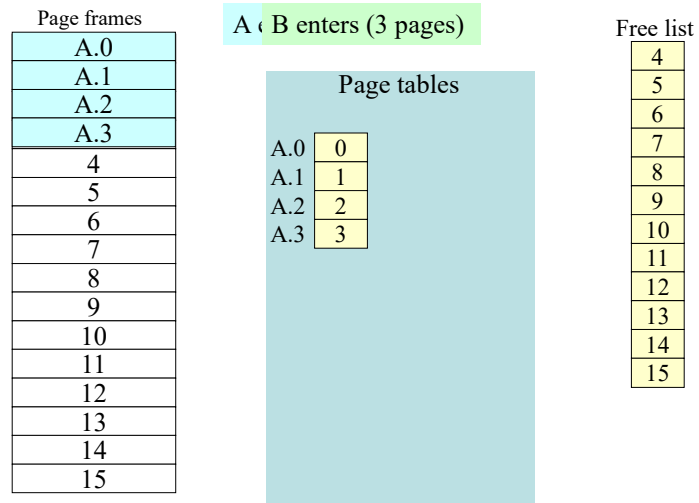 Page frames
A.0
A.1
A.2
A.3
4
5
6
7
8
9
10
11
12
13
14
15
A
B enters (3 pages)
Page tables
A.0 0
A.1 1
A.2 2
A.3 3
Free list
4
5
6
7
8
9
10
11
12
13
14
15